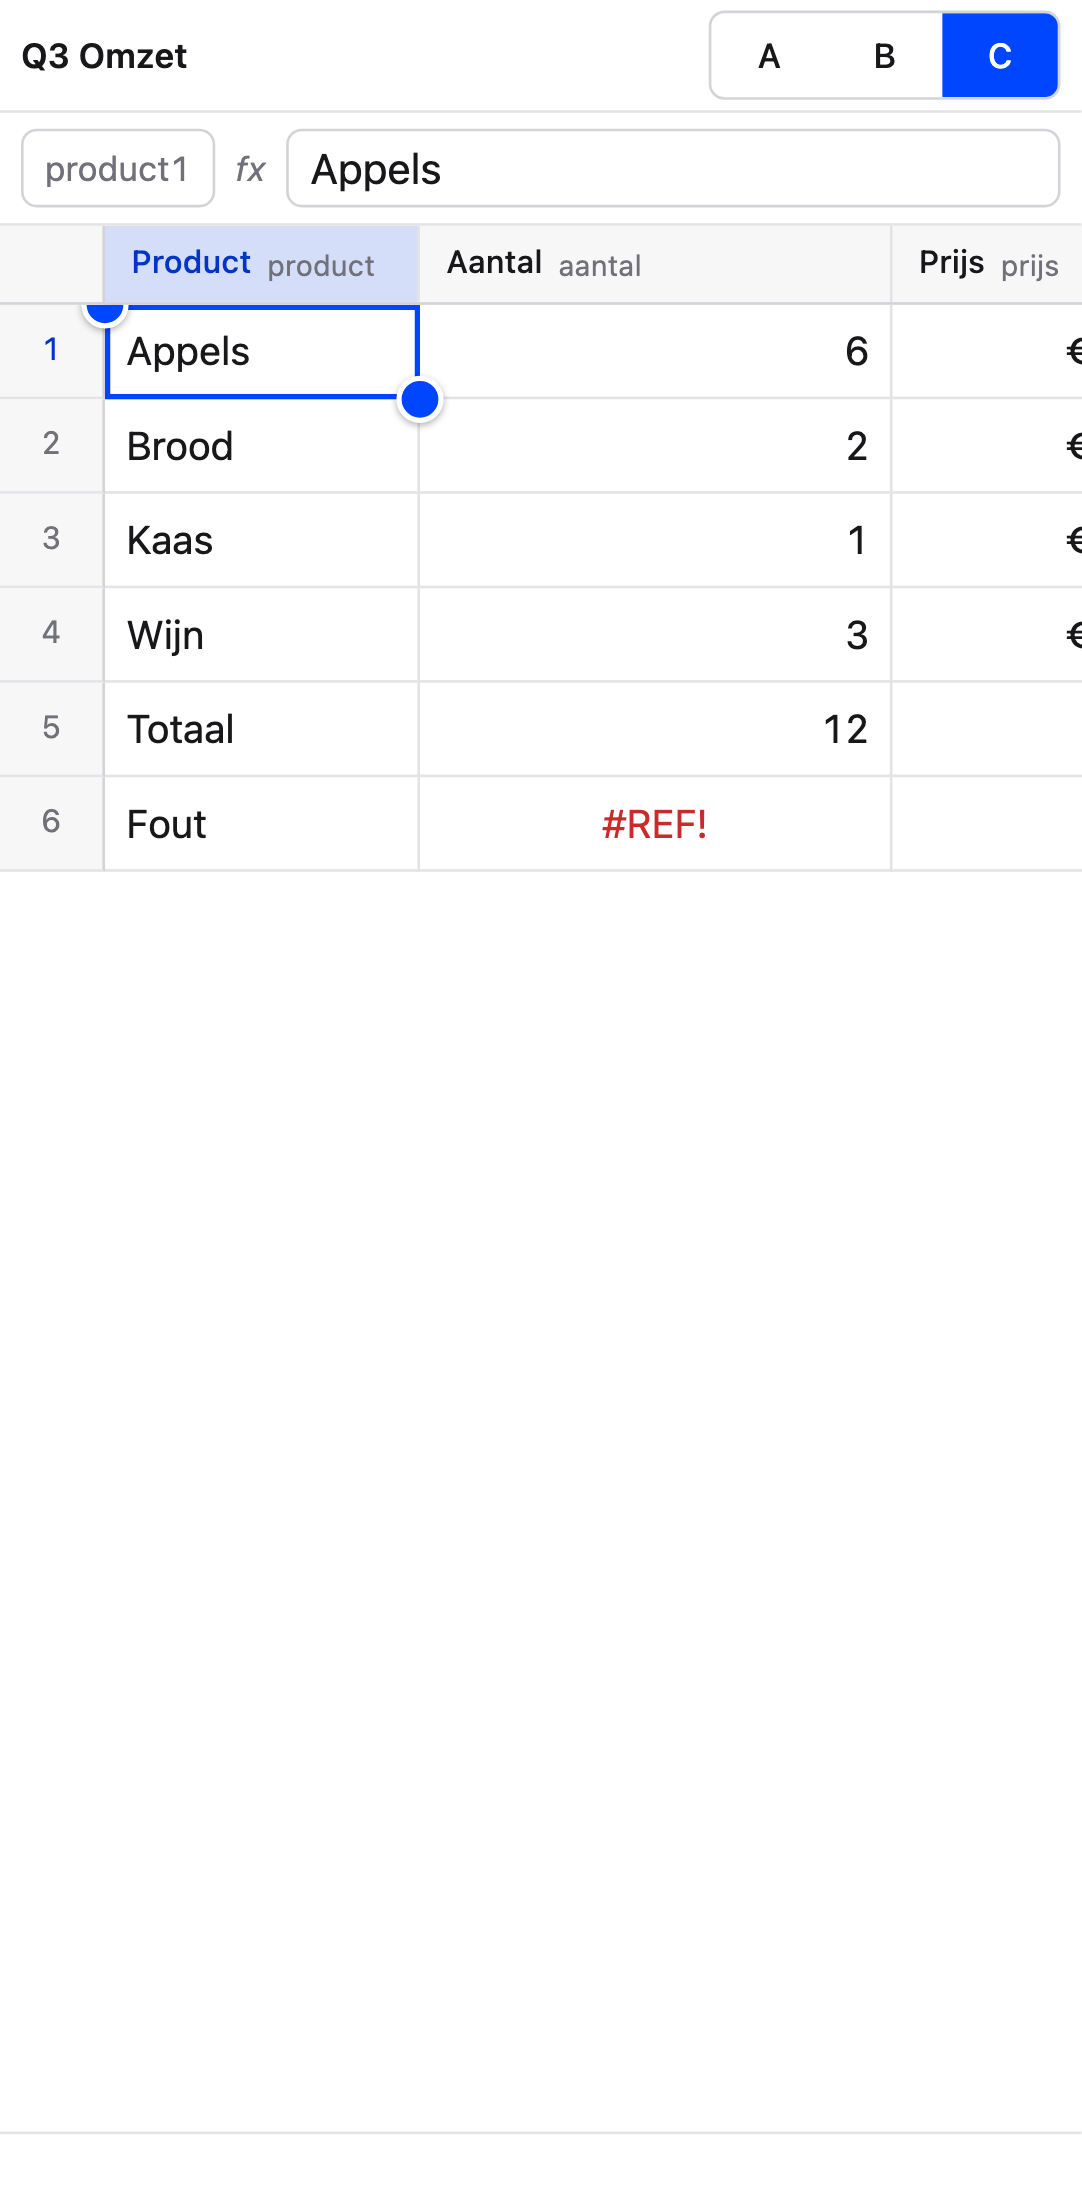 Q3 Omzet A B C
product1 fx Appels
Product product Aantal aantal Prijs prijs
1 Appels 6 €
2 Brood 2 €
3 Kaas 1 €
4 Wijn 3 €
5 Totaal 12
6 Fout #REF!